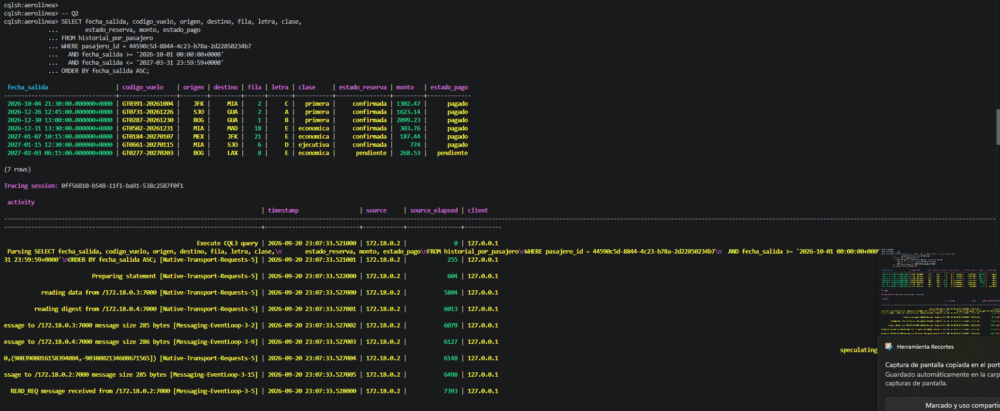 cqlsh:aerolinea>
cqlsh:aerolinea> -- Q2
cqlsh:aerolinea> SELECT fecha_salida, codigo_vuelo, origen, destino, fila, letra, clase,
... estado_reserva, monto, estado_pago
... FROM historial_por_pasajero
... WHERE pasajero_id = 44590c5d-8844-4c23-b78a-2d22850234b7
... AND fecha_salida >= '2026-10-01 00:00:00+0000'
... AND fecha_salida <= '2027-03-31 23:59:59+0000'
... ORDER BY fecha_salida ASC;
fecha_salida | codigo_vuelo | origen | destino | fila | letra | clase | estado_reserva | monto | estado_pago
2026-10-04 21:30:00.000000+0000 | GT0391-20261004 | JFK | MIA | 2 | C | primera | confirmada | 1302.47 | pagado
2026-12-26 12:45:00.000000+0000 | GT0731-20261226 | SJO | GUA | 2 | A | primera | confirmada | 1623.14 | pagado
2026-12-30 13:00:00.000000+0000 | GT0287-20261230 | BOG | GUA | 1 | B | primera | confirmada | 2099.23 | pagado
2026-12-31 13:30:00.000000+0000 | GT0502-20261231 | MIA | MAD | 18 | E | economica | confirmada | 303.76 | pagado
2027-01-07 10:15:00.000000+0000 | GT0184-20270107 | MEX | JFK | 21 | E | economica | confirmada | 187.44 | pagado
2027-01-15 12:30:00.000000+0000 | GT0661-20270115 | MIA | SJO | 6 | D | ejecutiva | confirmada | 774 | pagado
2027-02-03 06:15:00.000000+0000 | GT0277-20270203 | BOG | LAX | 8 | E | economica | pendiente | 268.53 | pendiente
(7 rows)
Tracing session: 0ff56810-b548-11f1-ba91-538c2587f0f1
activity
| timestamp | source | source_elapsed | client
Execute CQL3 query | 2026-09-20 23:07:33.521000 | 172.18.0.2 | 0 | 127.0.0.1
Parsing SELECT fecha_salida, codigo_vuelo, origen, destino, fila, letra, clase,\n estado_reserva, monto, estado_pago\nFROM historial_por_pasajero\nWHERE pasajero_id = 44590c5d-8844-4c23-b78a-2d22850234b7\n AND fecha_salida >= '2026-10-01 00:00:00+000
31 23:59:59+0000'\nORDER BY fecha_salida ASC; [Native-Transport-Requests-5] | 2026-09-20 23:07:33.521001 | 172.18.0.2 | 255 | 127.0.0.1
Preparing statement [Native-Transport-Requests-5] | 2026-09-20 23:07:33.522000 | 172.18.0.2 | 604 | 127.0.0.1
reading data from /172.18.0.3:7000 [Native-Transport-Requests-5] | 2026-09-20 23:07:33.527000 | 172.18.0.2 | 5804 | 127.0.0.1
reading digest from /172.18.0.4:7000 [Native-Transport-Requests-5] | 2026-09-20 23:07:33.527001 | 172.18.0.2 | 6013 | 127.0.0.1
essage to /172.18.0.3:7000 message size 285 bytes [Messaging-EventLoop-3-2] | 2026-09-20 23:07:33.527002 | 172.18.0.2 | 6079 | 127.0.0.1
essage to /172.18.0.4:7000 message size 286 bytes [Messaging-EventLoop-3-9] | 2026-09-20 23:07:33.527003 | 172.18.0.2 | 6127 | 127.0.0.1
speculating
0,(9083908016158394004,-9038002134608671565]) [Native-Transport-Requests-5] | 2026-09-20 23:07:33.527004 | 172.18.0.2 | 6148 | 127.0.0.1
ssage to /172.18.0.2:7000 message size 285 bytes [Messaging-EventLoop-3-15] | 2026-09-20 23:07:33.527005 | 172.18.0.2 | 6498 | 127.0.0.1
READ_REQ message received from /172.18.0.2:7000 [Messaging-EventLoop-3-5] | 2026-09-20 23:07:33.528000 | 172.18.0.2 | 7393 | 127.0.0.1
Herramienta Recortes
Captura de pantalla copiada en el port
Guardado automáticamente en la carp
capturas de pantalla.
Marcado y uso comparti